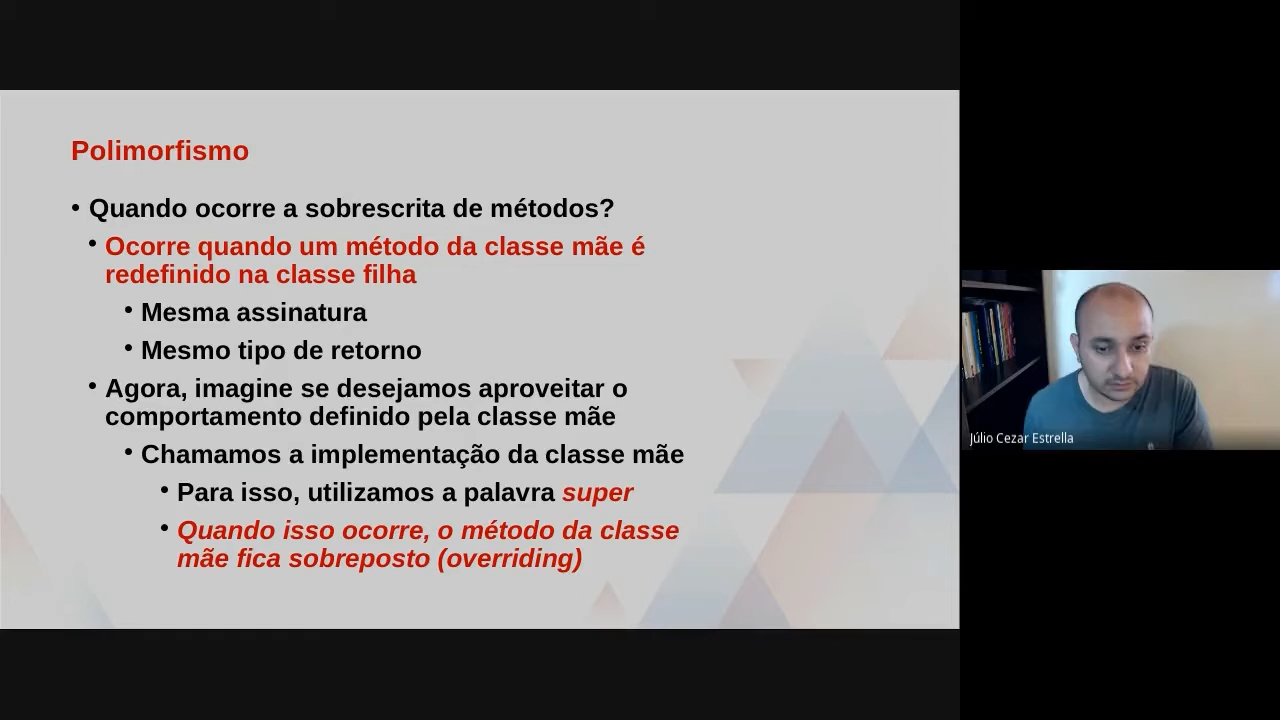 Polimorfismo
• Quando ocorre a sobrescrita de métodos?
• Ocorre quando um método da classe mãe é
redefinido na classe filha
• Mesma assinatura
• Mesmo tipo de retorno
• Agora, imagine se desejamos aproveitar o
comportamento definido pela classe mãe
• Chamamos a implementação da classe mãe
• Para isso, utilizamos a palavra super
• Quando isso ocorre, o método da classe
mãe fica sobreposto (overriding)
Júlio Cezar Estrella